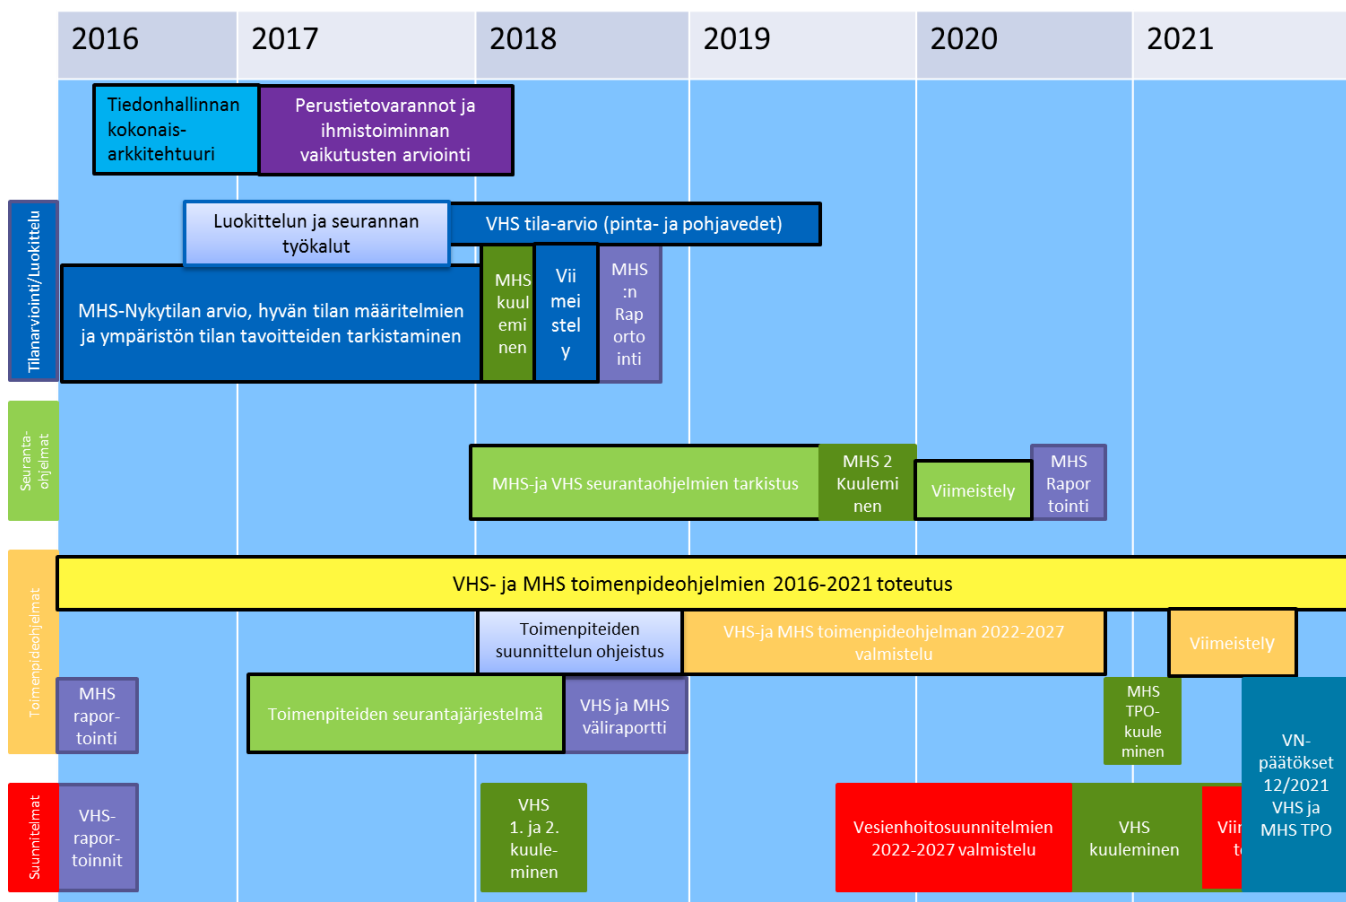 2016
2017
2018
2019
2020
2021
Tiedonhallinnan
kokonais-
arkkitehtuuri
Perustietovarannot ja
ihmistoiminnan
vaikutusten arviointi
Tilanarviointi/Luokittelu
Luokittelun ja seurannan
työkalut
VHS tila-arvio (pinta- ja pohjavedet)
MHS-Nykytilan arvio, hyvän tilan määritelmien
ja ympäristön tilan tavoitteiden tarkistaminen
MHS
kuul
emi
nen
Vii
mei
stel
y
MHS
:n
Rap
orto
inti
Seuranta-
ohjelmat
MHS-ja VHS seurantaohjelmien tarkistus
MHS 2
Kuulemi
nen
Viimeistely
MHS
Rapor
tointi
Toimenpideohjelmat
VHS- ja MHS toimenpideohjelmien 2016-2021 toteutus
Toimenpiteiden
suunnittelun ohjeistus
VHS-ja MHS toimenpideohjelman 2022-2027
valmistelu
Viimeistely
MHS
rapor-
tointi
Toimenpiteiden seurantajärjestelmä
VHS ja MHS
väliraportti
MHS
TPO-
kuule
minen
VN-
päätökset
12/2021
VHS ja
MHS TPO
Suunnitelmat
VHS-
rapor-
toinnit
VHS
1. ja 2.
kuule-
minen
Vesienhoitosuunnitelmien
2022-2027 valmistelu
VHS
kuuleminen